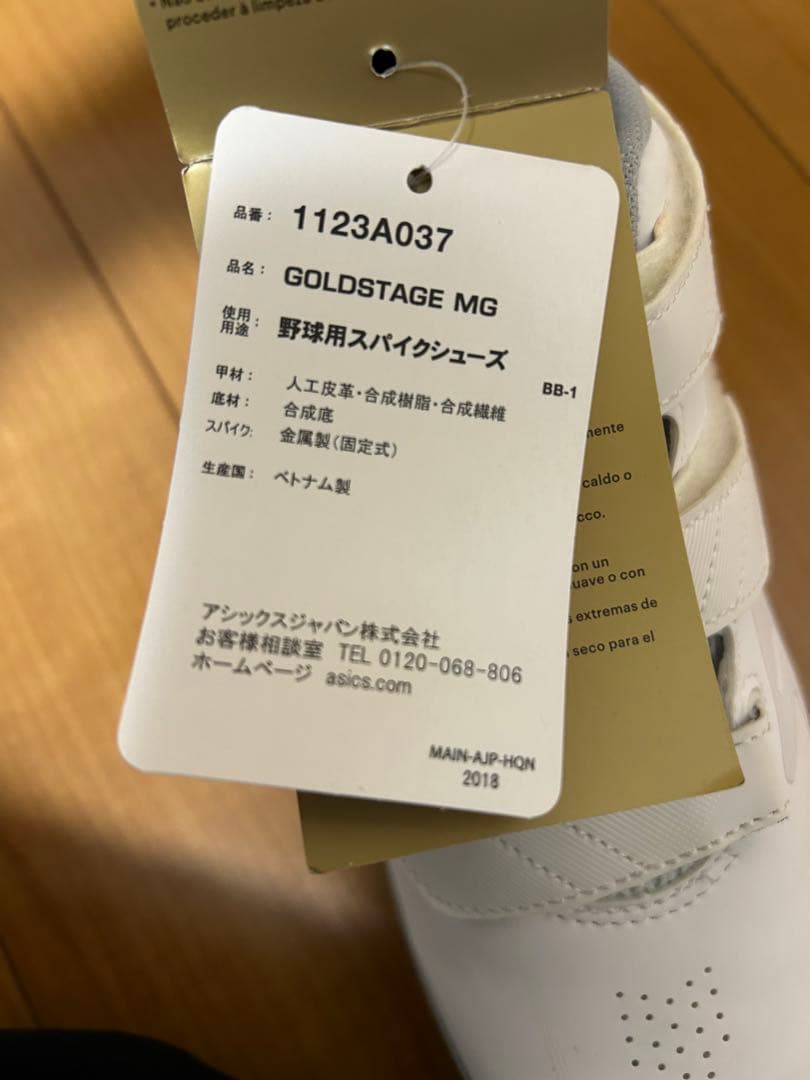 proceder à limpeza
品番： 1123A037
品名： GOLDSTAGE MG
使用用途： 野球用スパイクシューズ
BB-1
甲材： 人工皮革・合成樹脂・合成繊維
底材： 合成底
スパイク: 金属製(固定式)
生産国： ベトナム製
アシックスジャパン株式会社
お客様相談室 TEL 0120-068-806
ホームページ asics.com
MAIN-AJP-HQN
2018
caldo o
on un
o con
extremas de
seco para el